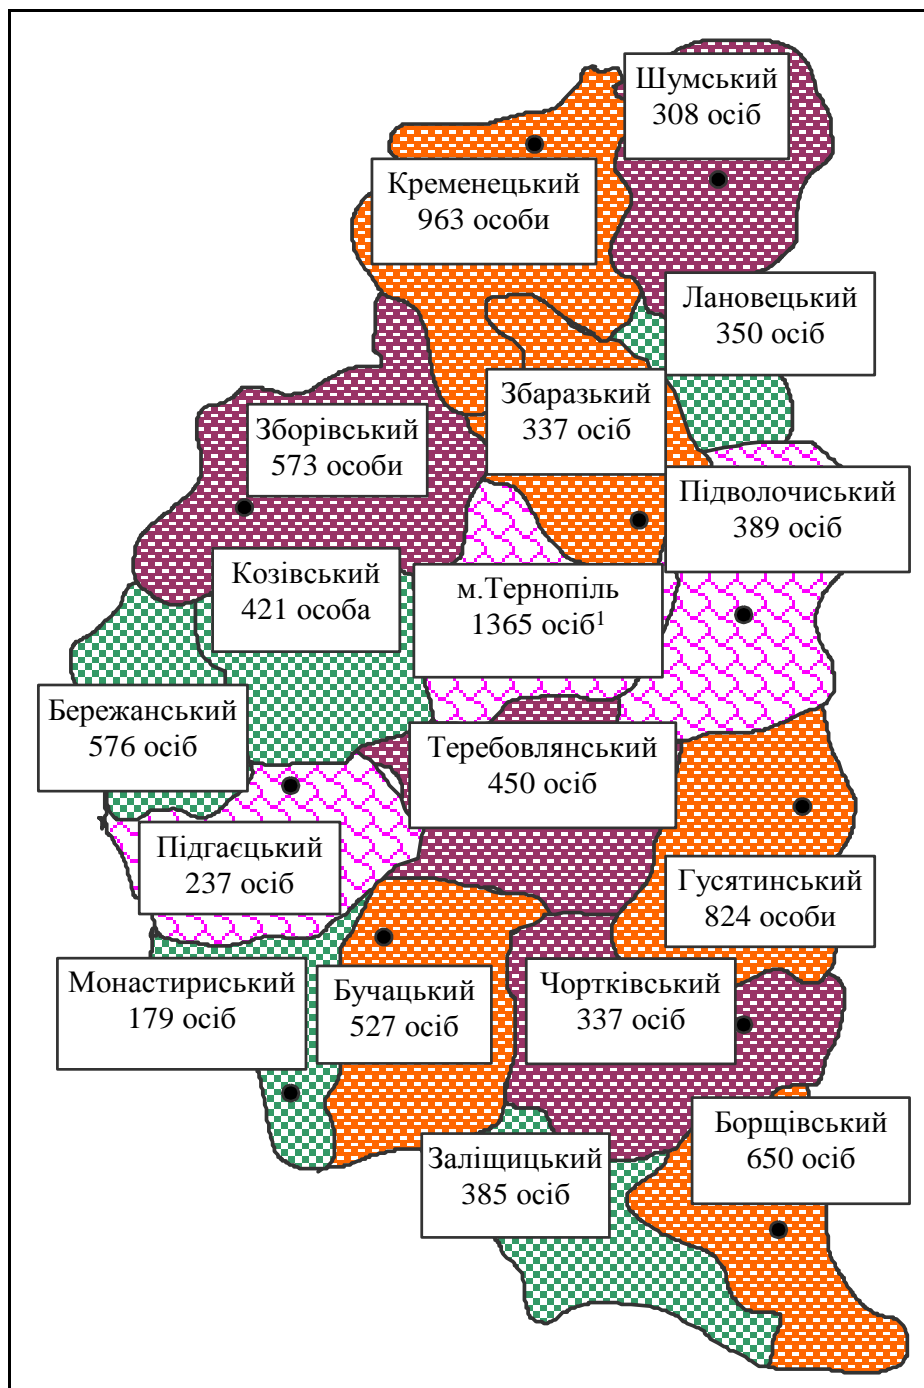 Шумський
308 осіб
Кременецький
963 особи
Лановецький
350 осіб
Збаразький
337 осіб
Зборівський
573 особи
Підволочиський
389 осіб
Козівський
421 особа
м.Тернопіль
1365 осіб¹
Бережанський
576 осіб
Теребовлянський
450 осіб
Підгаєцький
237 осіб
Гусятинський
824 особи
Монастириський
179 осіб
Бучацький
527 осіб
Чортківський
337 осіб
Борщівський
650 осіб
Заліщицький
385 осіб